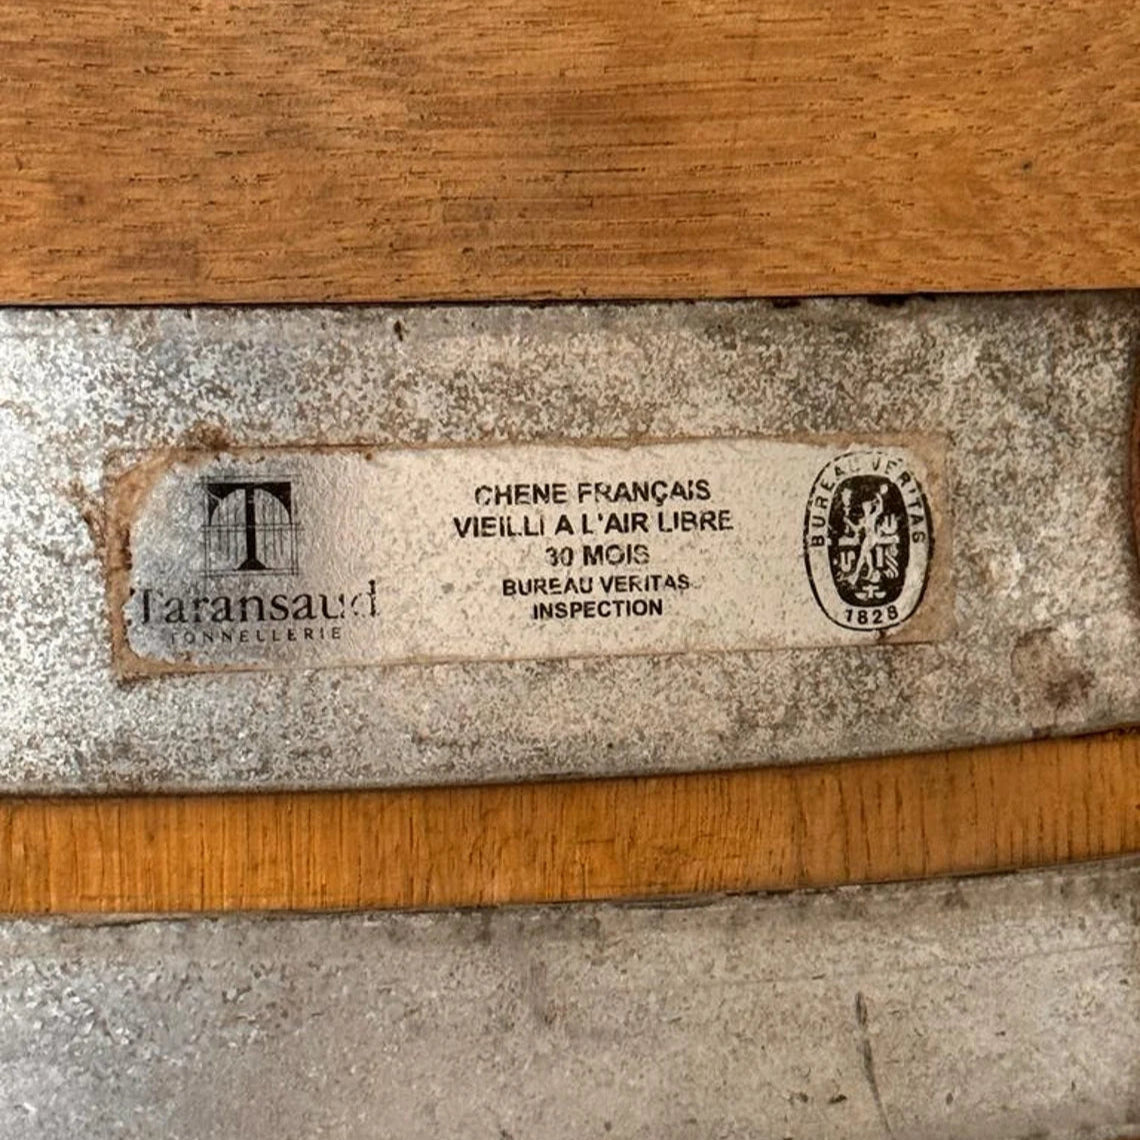 T
Taransaud
TONNELLERIE
CHENE FRANÇAIS
VIEILLI A L'AIR LIBRE
30 MOIS
BUREAU VERITAS
INSPECTION
BUREAU VERITAS
1828